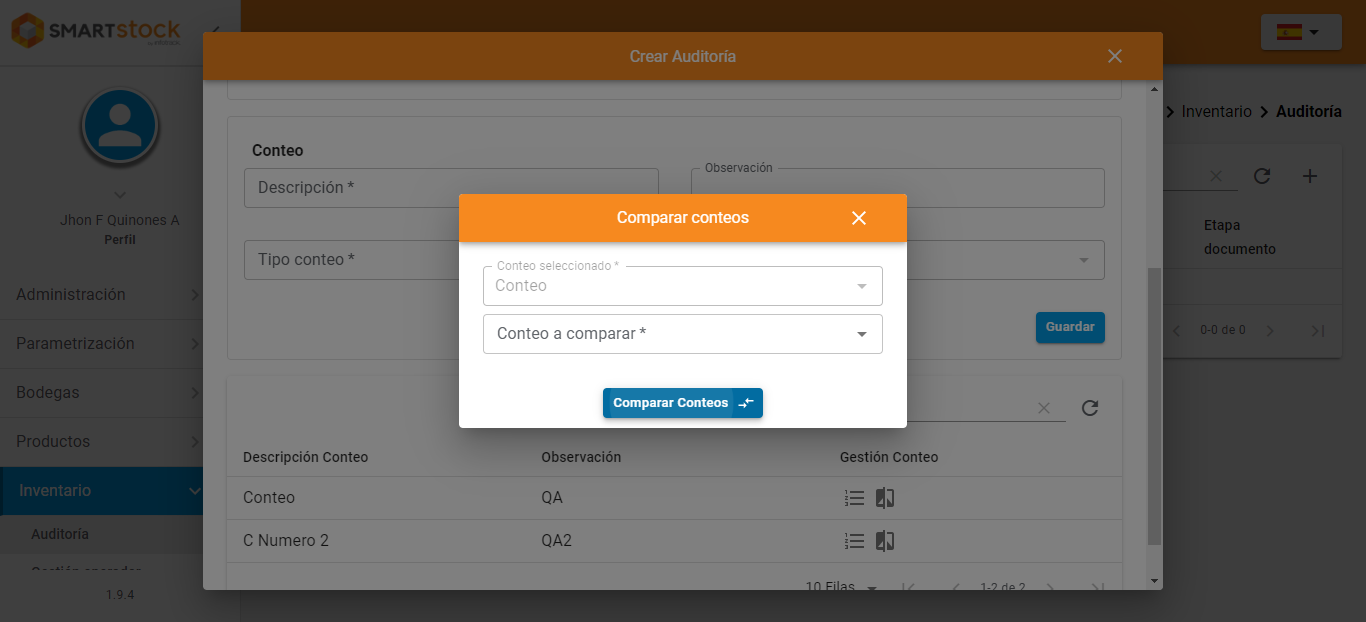 SMARTstock
Crear Auditoría
Inventario
Auditoría
Conteo
Observación
Descripción *
Comparar conteos
Jhon F Quinones A
Perfil
Etapa
documento
Tipo conteo *
Conteo seleccionado *
Conteo
Administración
Conteo a comparar *
Guardar
0-0 de 0
Parametrización
Bodegas
Comparar Conteos
Productos
Descripción Conteo
Observación
Gestión Conteo
Inventario
Conteo
QA
Auditoría
C Numero 2
QA2
10 Filas
1-2 de 2
1.9.4